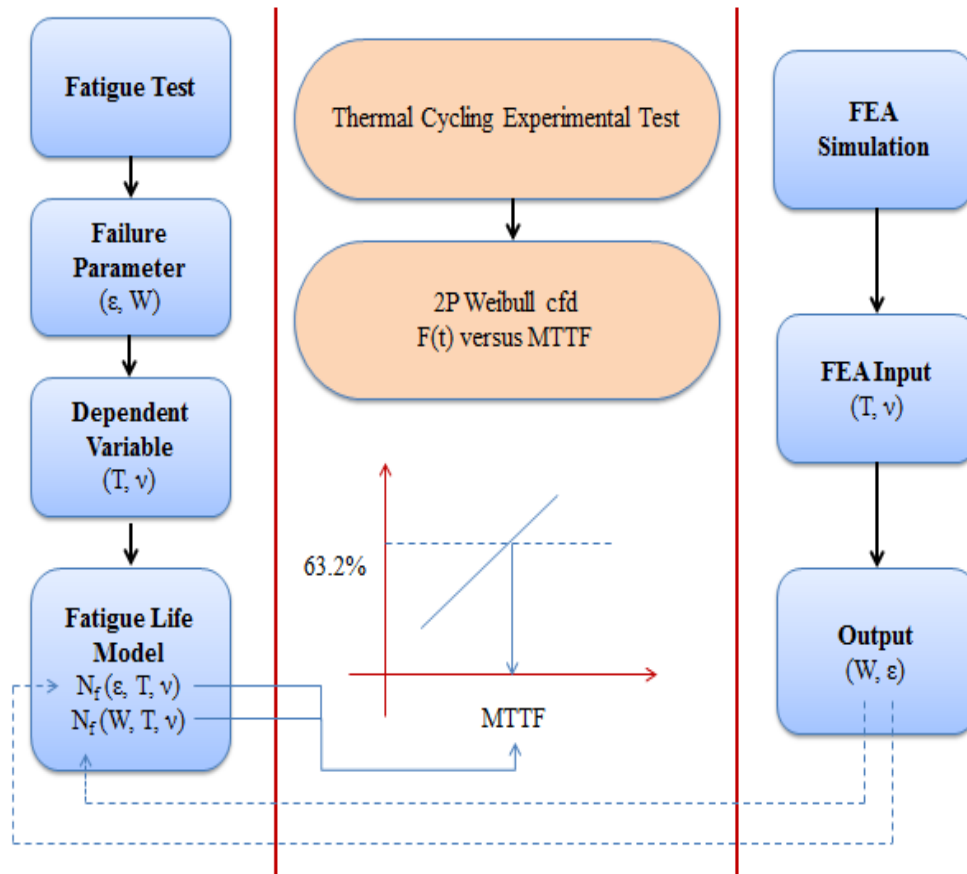 Fatigue Test
Failure
Parameter
(ε, W)
Dependent
Variable
(T, ν)
Fatigue Life
Model
Nf (ε, T, ν)
Nf (W, T, ν)
Thermal Cycling Experimental Test
2P Weibull cfd
F(t) versus MTTF
63.2%
MTTF
FEA
Simulation
FEA Input
(T, ν)
Output
(W, ε)